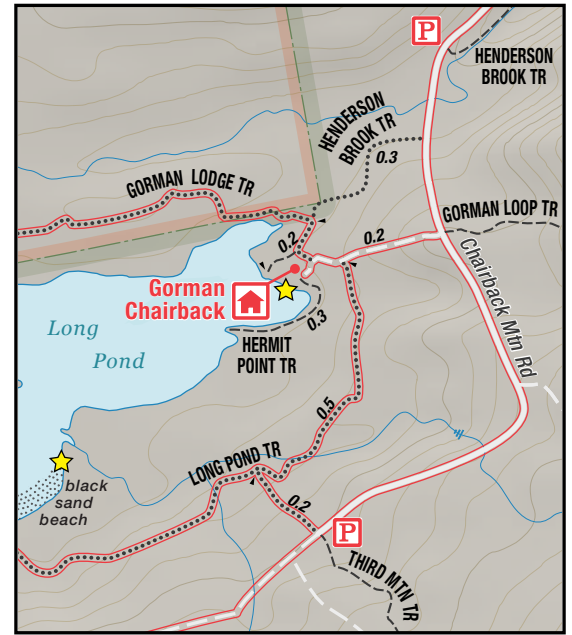 P
HENDERSON
BROOK TR
HENDERSON
BROOK TR
0.3
GORMAN LODGE TR
GORMAN LOOP TR
0.2
0.2
Chairback Mtn Rd
Gorman
Chairback
0.3
Long
Pond
HERMIT
POINT TR
0.5
LONG POND TR
black
sand
beach
0.2
P
THIRD MTN TR